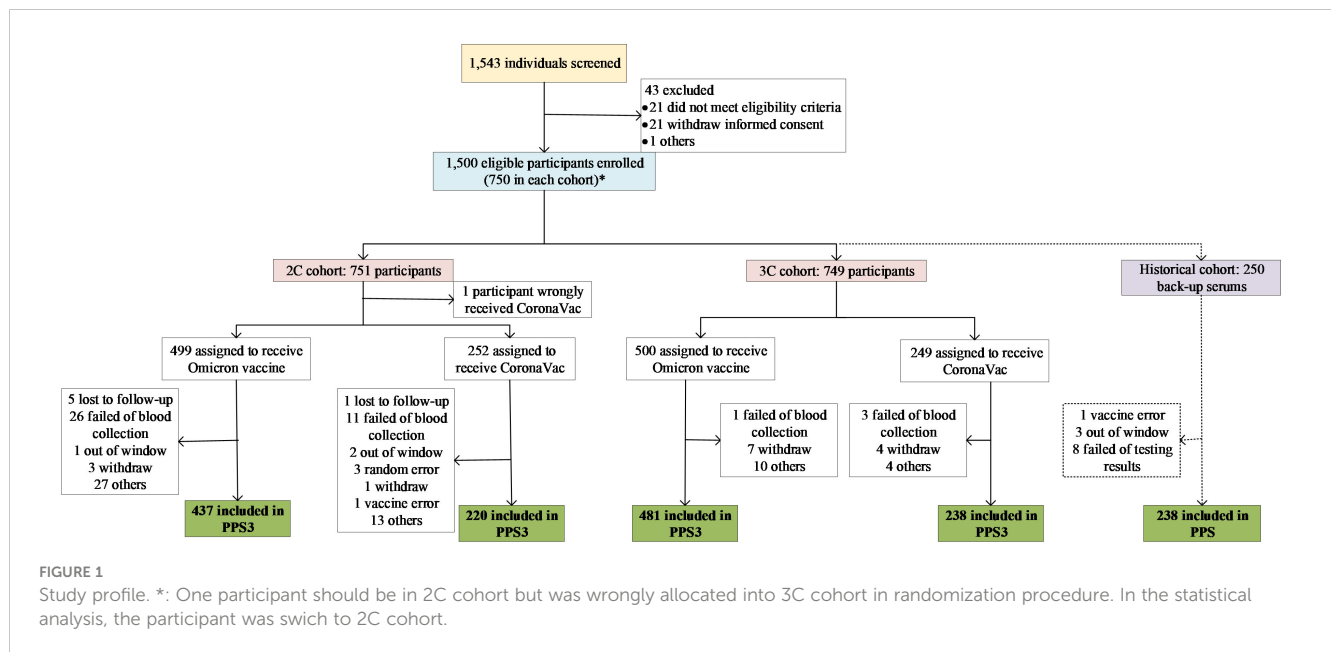 1,543 individuals screened
43 excluded
●21 did not meet eligibility criteria
●21 withdraw informed consent
●1 others
1,500 eligible participants enrolled
(750 in each cohort)*
2C cohort: 751 participants
3C cohort: 749 participants
Historical cohort: 250
back-up serums
1 participant wrongly
received CoronaVac
499 assigned to receive
Omicron vaccine
252 assigned to
receive CoronaVac
500 assigned to receive
Omicron vaccine
249 assigned to receive
CoronaVac
5 lost to follow-up
26 failed of blood
collection
1 out of window
3 withdraw
27 others
1 lost to follow-up
11 failed of blood
collection
2 out of window
3 random error
1 withdraw
1 vaccine error
13 others
1 failed of blood
collection
7 withdraw
10 others
3 failed of blood
collection
4 withdraw
4 others
1 vaccine error
3 out of window
8 failed of testing
results
437 included in
PPS3
220 included in
PPS3
481 included in
PPS3
238 included in
PPS3
238 included in
PPS
FIGURE 1
Study profile. *: One participant should be in 2C cohort but was wrongly allocated into 3C cohort in randomization procedure. In the statistical
analysis, the participant was swich to 2C cohort.